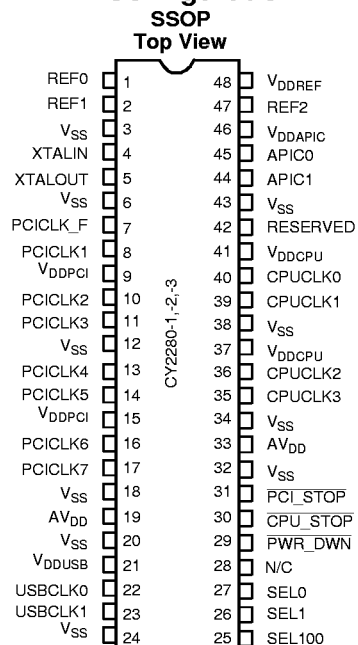 SSOP
Top View
REF0 1 48 VDDREF
REF1 2 47 REF2
VSS 3 46 VDDAPIC
XTALIN 4 45 APIC0
XTALOUT 5 44 APIC1
VSS 6 43 VSS
PCICLK_F 7 42 RESERVED
PCICLK1 8 41 VDDCPU
VDDPCI 9 40 CPUCLK0
PCICLK2 10 39 CPUCLK1
PCICLK3 11 38 VSS
VSS 12 37 VDDCPU
PCICLK4 13 36 CPUCLK2
PCICLK5 14 35 CPUCLK3
VDDPCI 15 34 VSS
PCICLK6 16 33 AVDD
PCICLK7 17 32 VSS
VSS 18 31 PCI_STOP
AVDD 19 30 CPU_STOP
VSS 20 29 PWR_DWN
VDDUSB 21 28 N/C
USBCLK0 22 27 SEL0
USBCLK1 23 26 SEL1
VSS 24 25 SEL100
CY2280-1,-2,-3